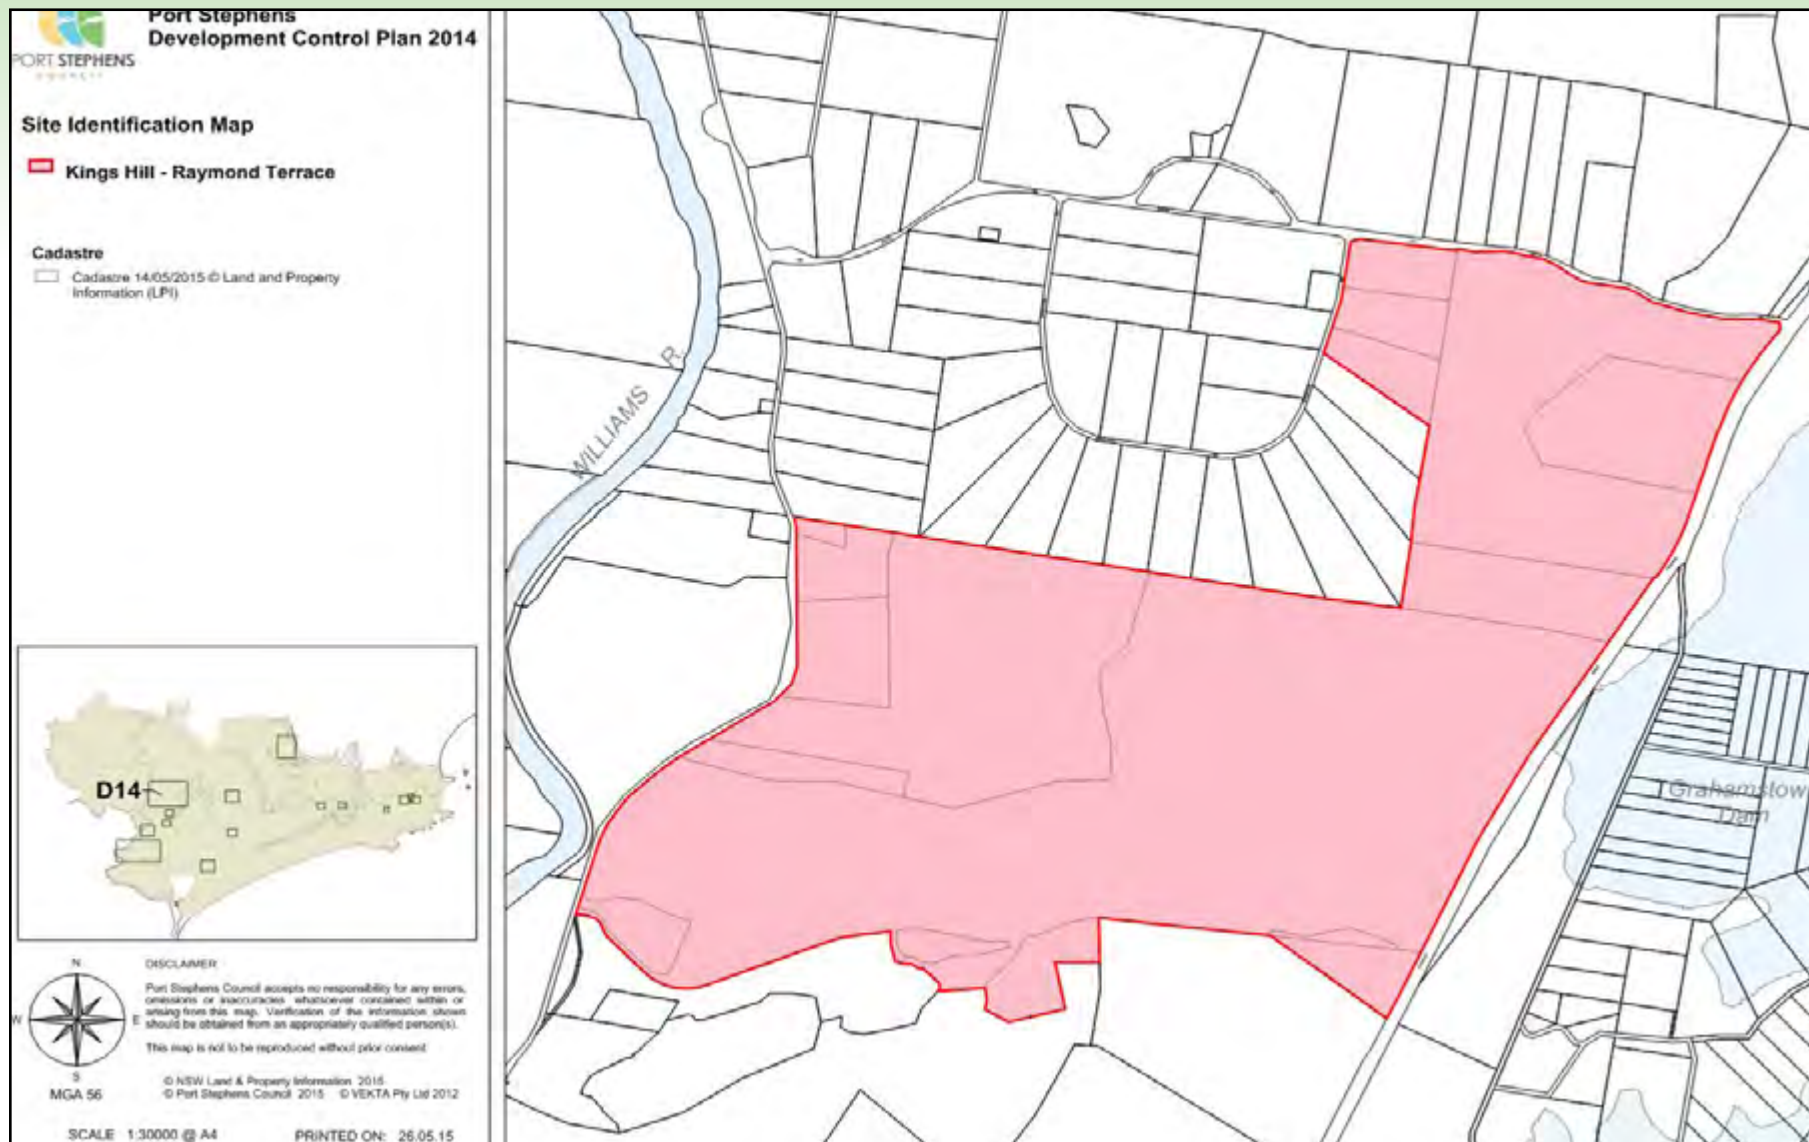 Port Stephens
Development Control Plan 2014
PORT STEPHENS
COUNCIL
Site Identification Map
Kings Hill - Raymond Terrace
Cadastre
Cadastre 14/05/2015 © Land and Property
Information (LPI)
D14
N
W
E
S
MGA 56
DISCLAIMER
Port Stephens Council accepts no responsibility for any errors,
omissions or inaccuracies whatsoever contained within or
arising from this map. Verification of the information shown
should be obtained from an appropriately qualified person(s).
This map is not to be reproduced without prior consent
© NSW Land & Property Information 2015
© Port Stephens Council 2015 © VEKTA Pty Ltd 2012
SCALE 1:30000 @ A4
PRINTED ON: 26.05.15
WILLIAMS R.
Grahamstow
Dam